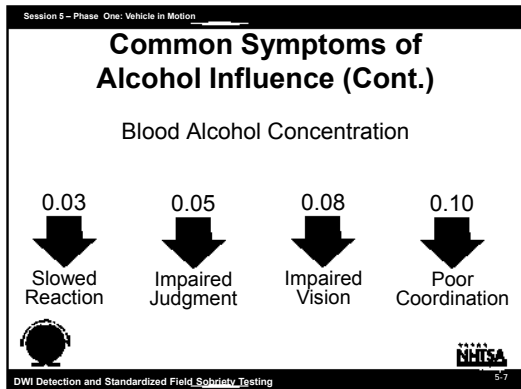 Session 5 – Phase One: Vehicle in Motion
Common Symptoms of
Alcohol Influence (Cont.)
Blood Alcohol Concentration
0.03 0.05 0.08 0.10
Slowed Impaired Impaired Poor
Reaction Judgment Vision Coordination
NHTSA
DWI Detection and Standardized Field Sobriety Testing 5-7